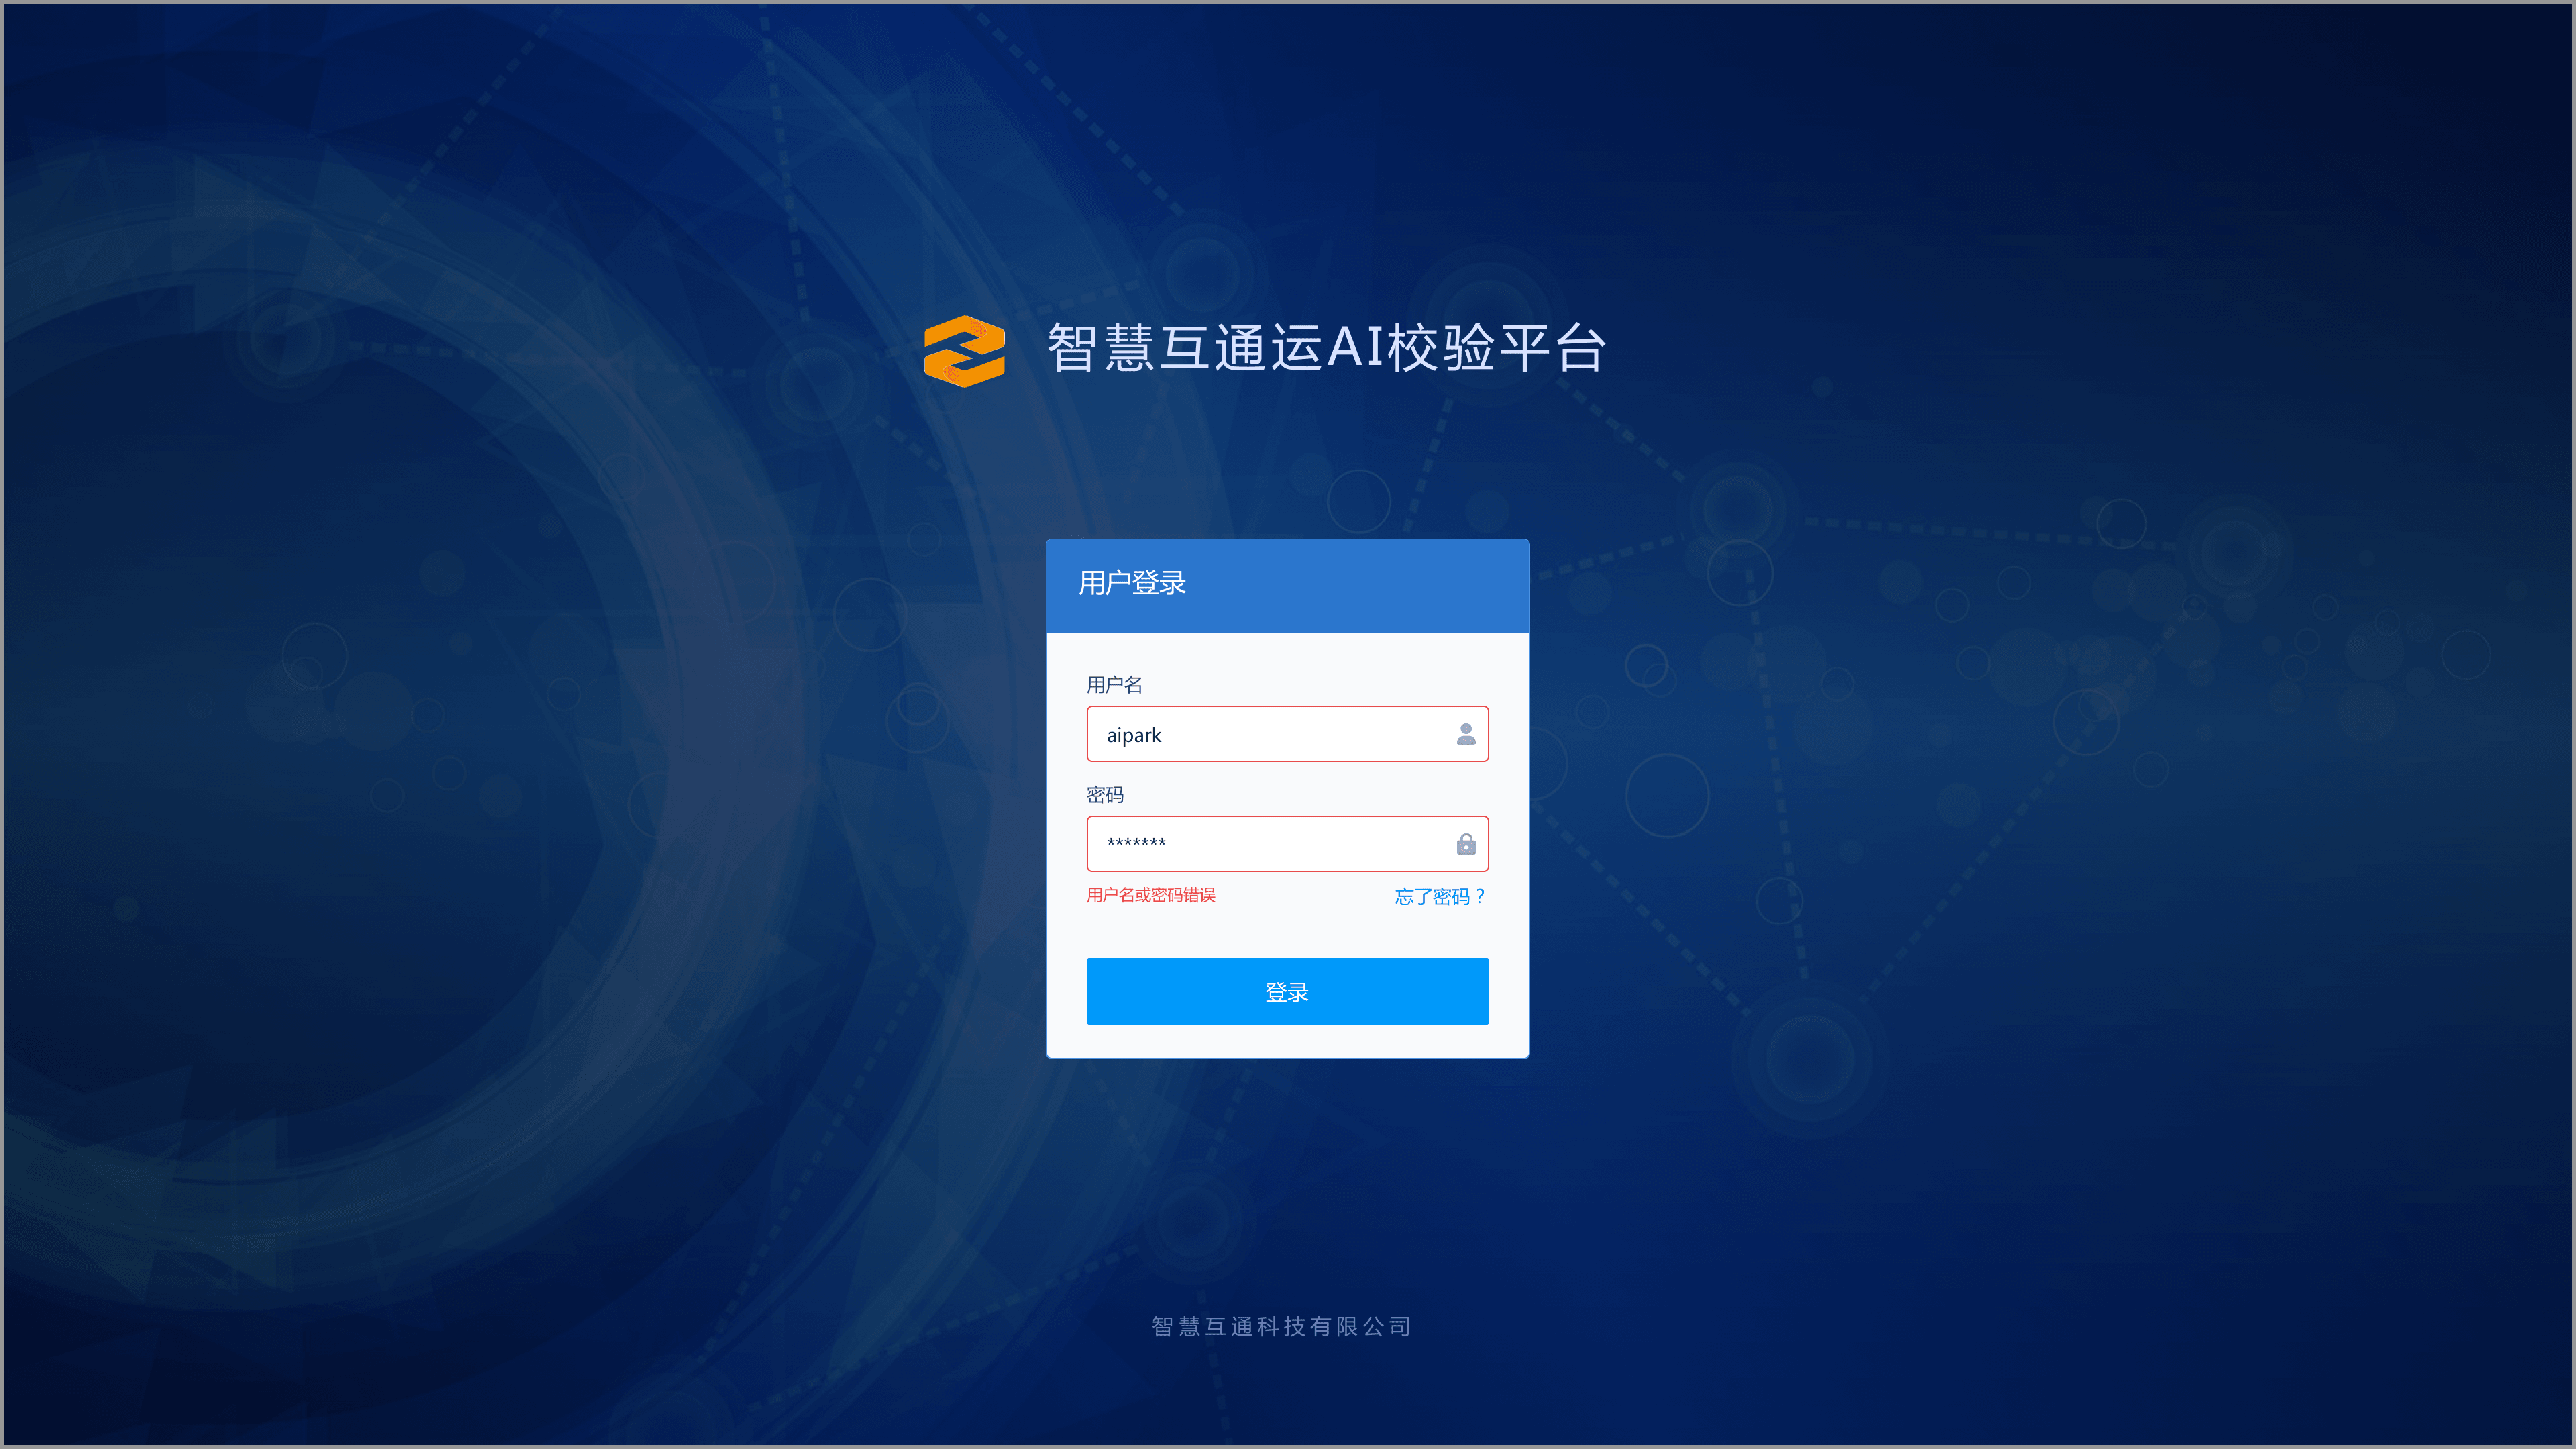 智慧互通运AI校验平台
用户登录
用户名
aipark
密码
*******
用户名或密码错误
忘了密码？
登录
智慧互通科技有限公司